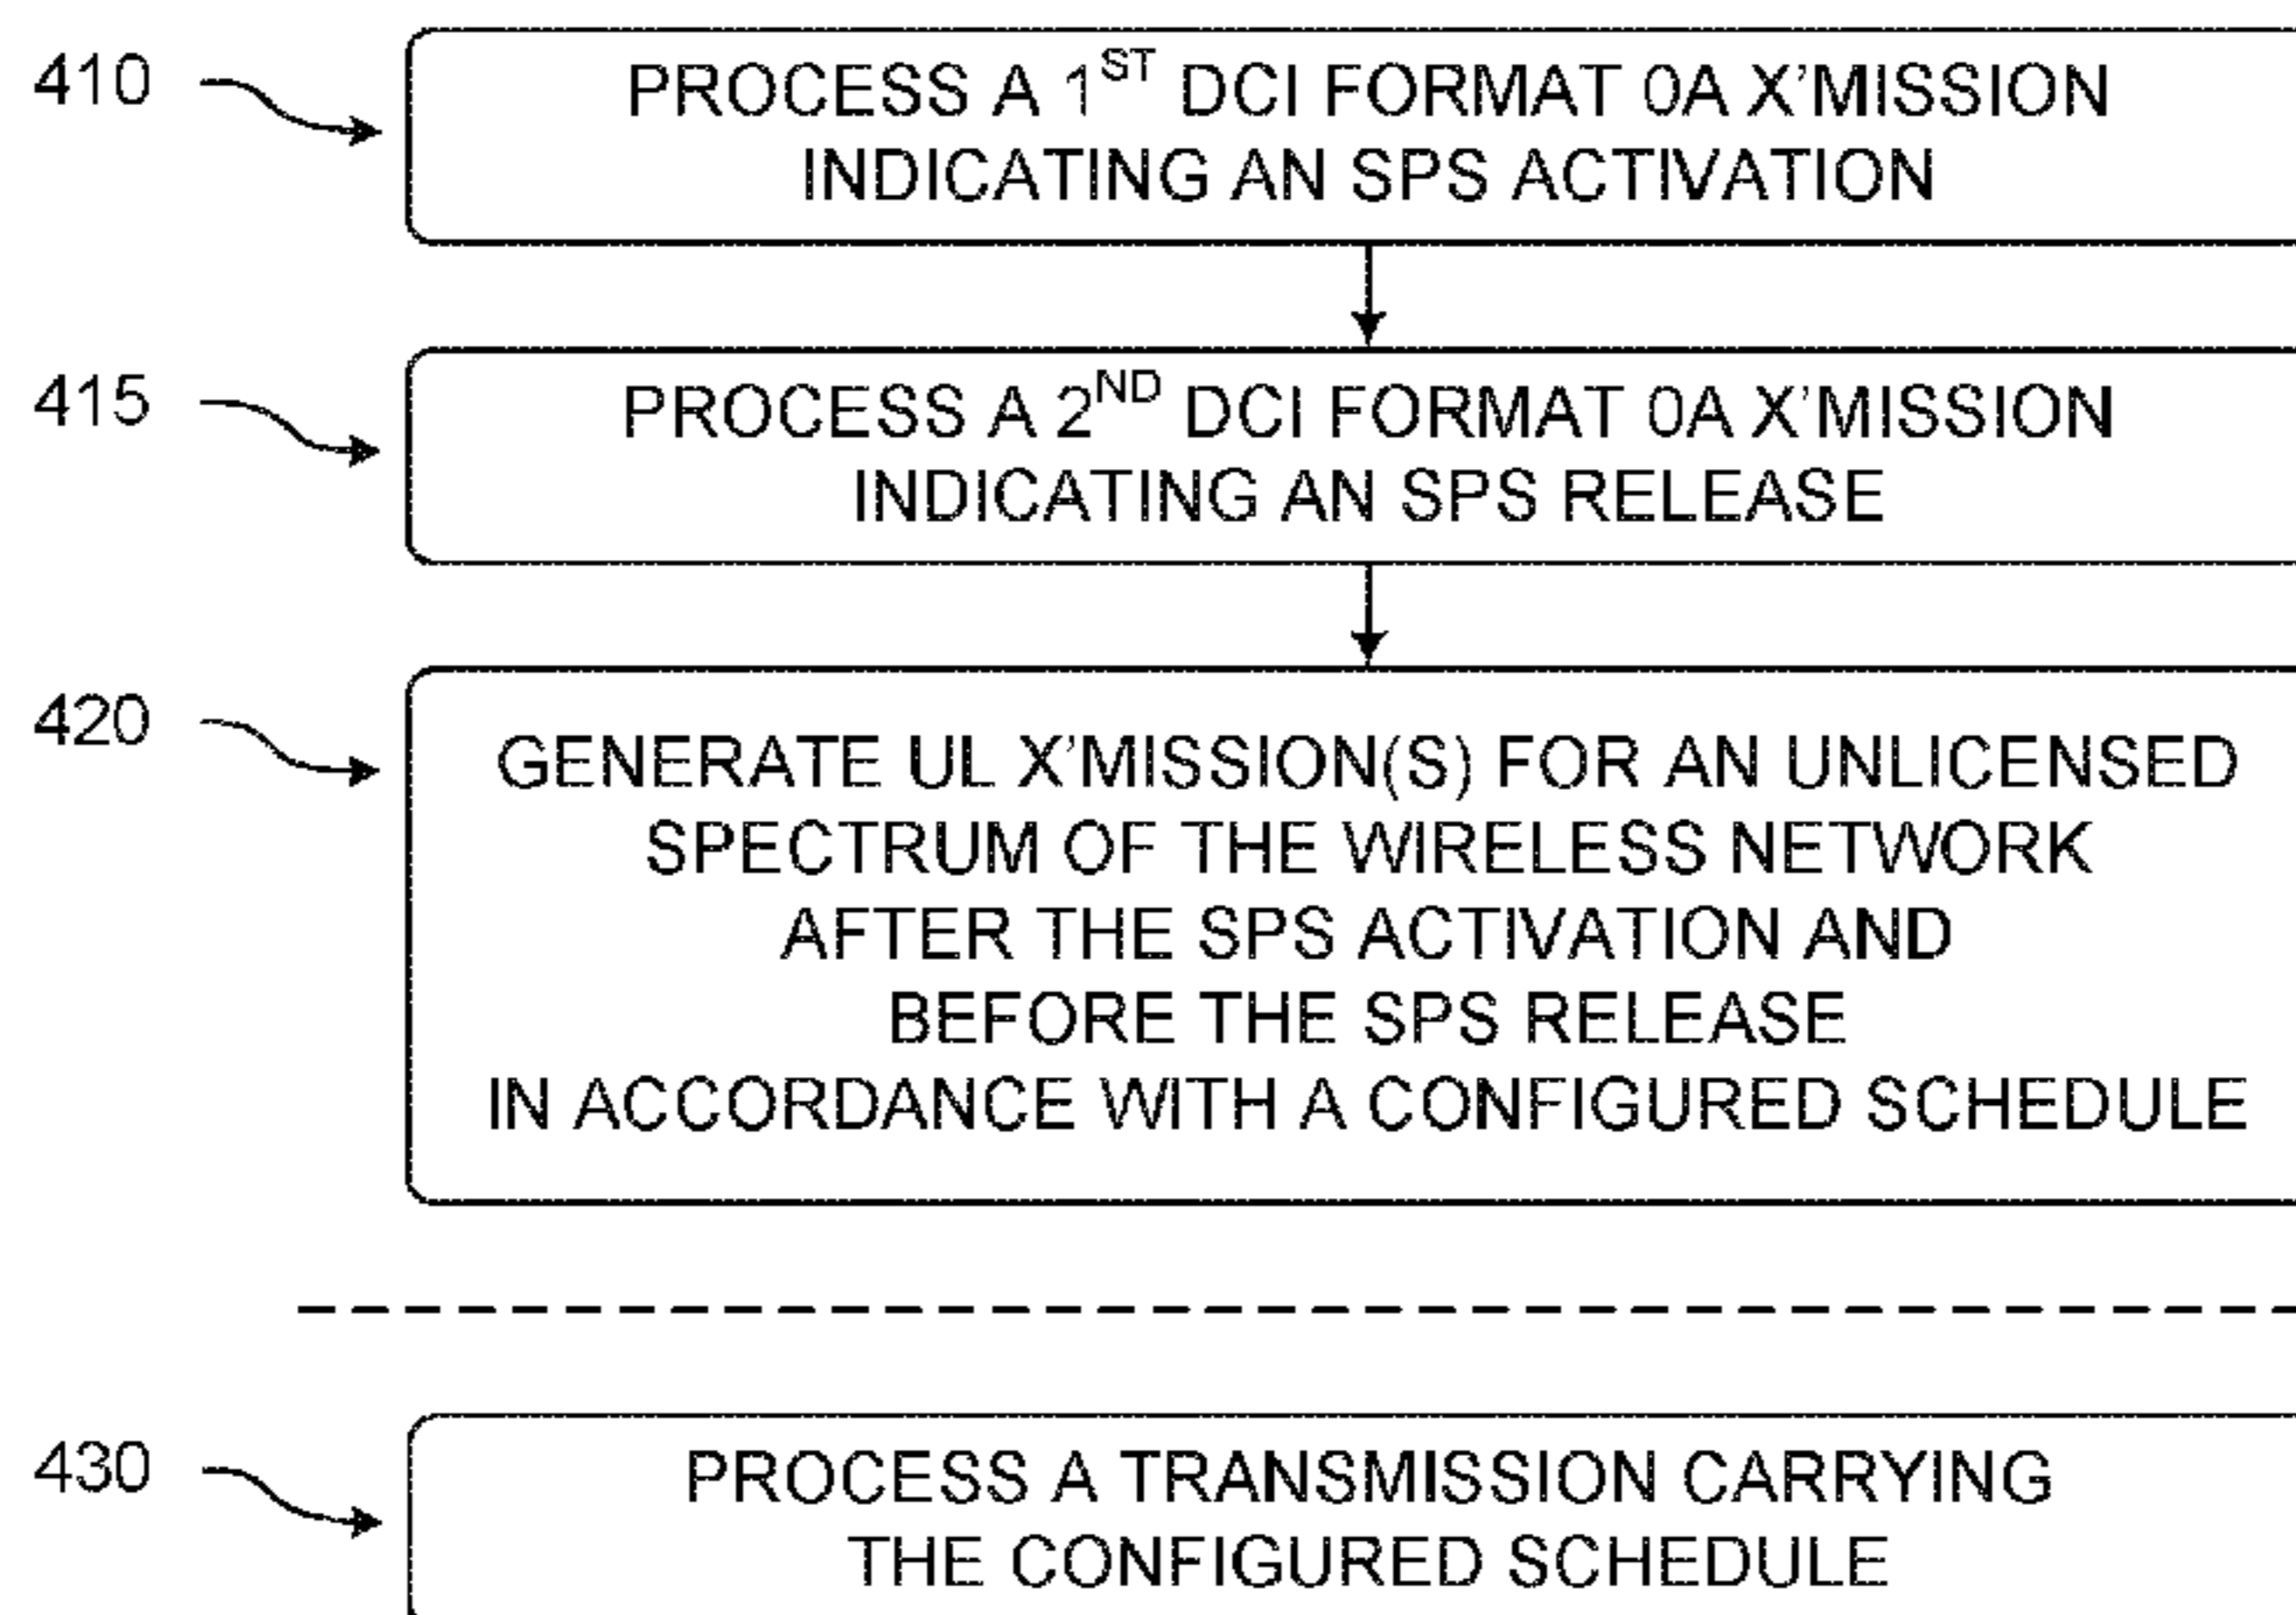 410
PROCESS A 1ST DCI FORMAT 0A X'MISSION
INDICATING AN SPS ACTIVATION
415
PROCESS A 2ND DCI FORMAT 0A X'MISSION
INDICATING AN SPS RELEASE
420
GENERATE UL X'MISSION(S) FOR AN UNLICENSED
SPECTRUM OF THE WIRELESS NETWORK
AFTER THE SPS ACTIVATION AND
BEFORE THE SPS RELEASE
IN ACCORDANCE WITH A CONFIGURED SCHEDULE
430
PROCESS A TRANSMISSION CARRYING
THE CONFIGURED SCHEDULE